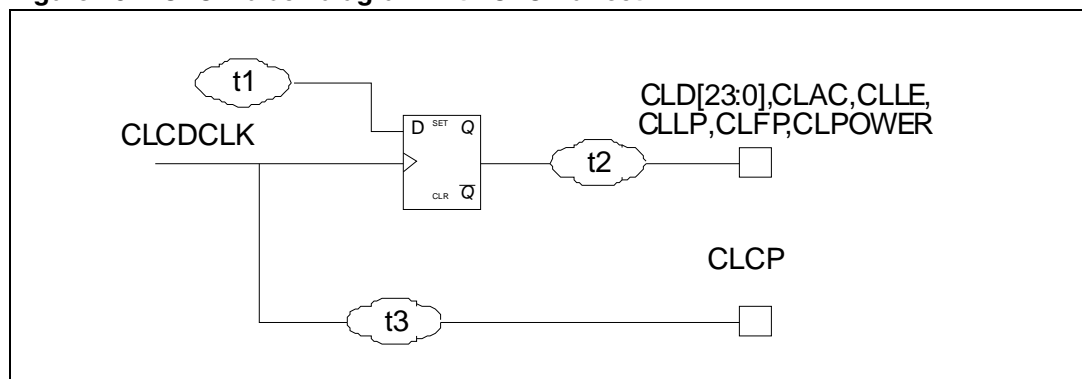 t1
CLD[23:0],CLAC,CLLE,
CLLP,CLFP,CLPOWER
CLCDCLK
D SET Q
t2
CLR Q
CLCP
t3